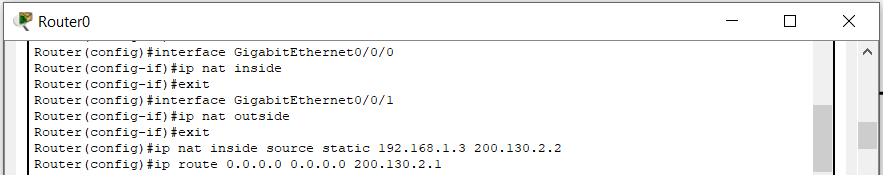 Router0
Router(config)#interface GigabitEthernet0/0/0
Router(config-if)#ip nat inside
Router(config-if)#exit
Router(config)#interface GigabitEthernet0/0/1
Router(config-if)#ip nat outside
Router(config-if)#exit
Router(config)#ip nat inside source static 192.168.1.3 200.130.2.2
Router(config)#ip route 0.0.0.0 0.0.0.0 200.130.2.1